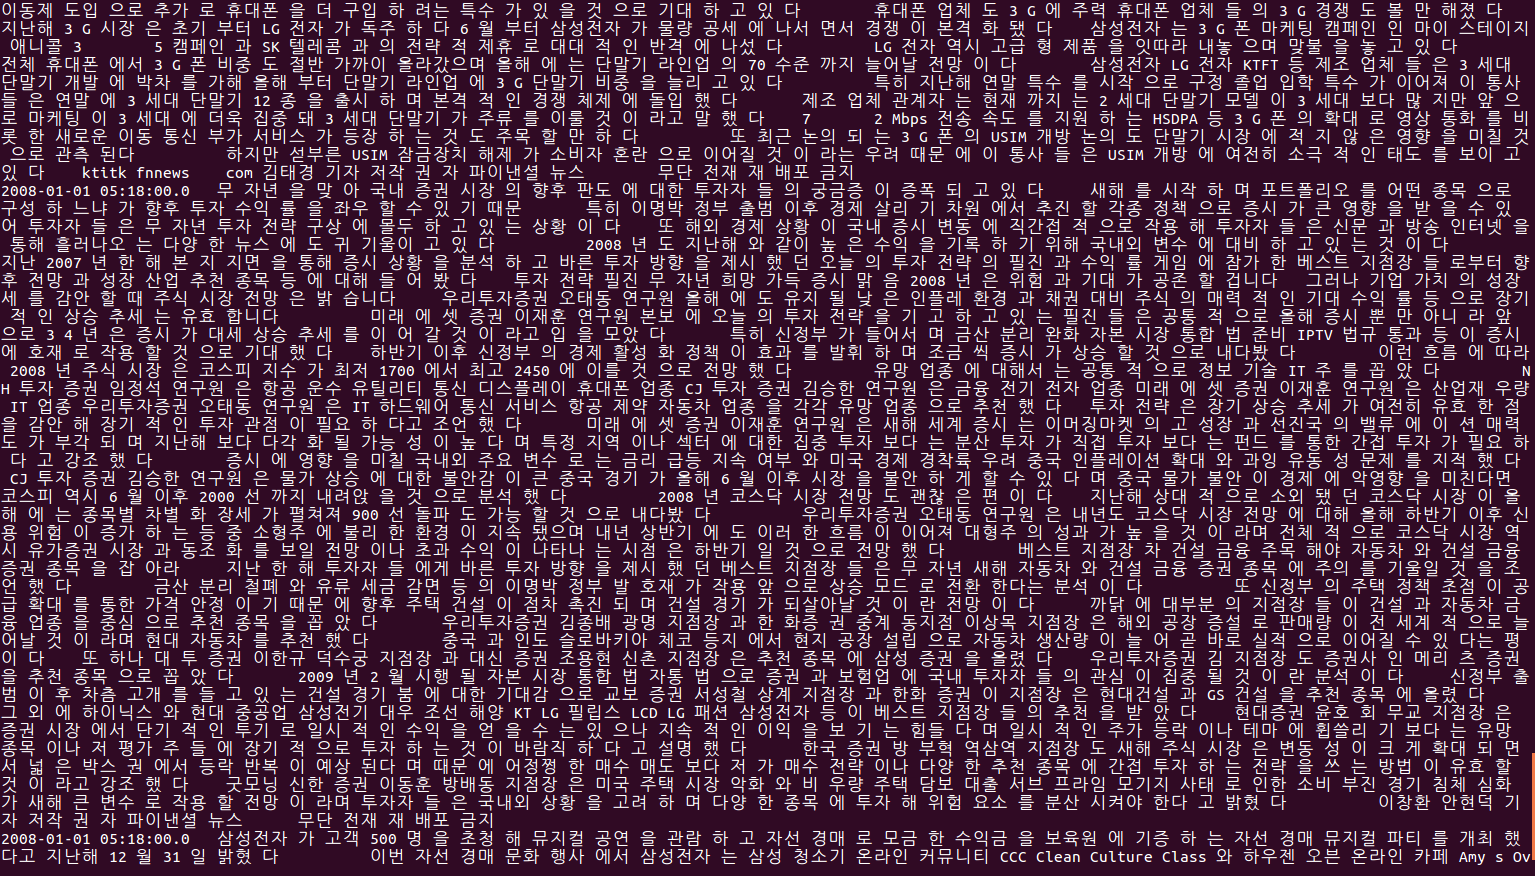 이동제 도입 으로 추가 로 휴대폰 을 더 구입 하 려는 특수 가 있 을 것 으로 기대 하 고 있 다 휴대폰 업체 도 3 G 에 주력 휴대폰 업체 들 의 3 G 경쟁 도 볼 만 해졌 다
지난해 3 G 시장 은 초기 부터 LG 전자 가 독주 하 다 6 월 부터 삼성전자 가 물량 공세 에 나서 면서 경쟁 이 본격 화 됐 다 삼성전자 는 3 G 폰 마케팅 캠페인 인 마이 스테이지
애니콜 3 5 캠페인 과 SK 텔레콤 과 의 전략 적 제휴 로 대대 적 인 반격 에 나섰 다 LG 전자 역시 고급 형 제품 을 잇따라 내놓 으며 맞불 을 놓 고 있 다
전체 휴대폰 에서 3 G 폰 비중 도 절반 가까이 올라갔으며 올해 에 는 단말기 라인업 의 70 수준 까지 늘어날 전망 이 다 삼성전자 LG 전자 KTFT 등 제조 업체 들 은 3 세대
단말기 개발 에 박차 를 가해 올해 부터 단말기 라인업 에 3 G 단말기 비중 을 늘리 고 있 다 특히 지난해 연말 특수 를 시작 으로 구정 졸업 입학 특수 가 이어져 이 통사
들 은 연말 에 3 세대 단말기 12 종 을 출시 하 며 본격 적 인 경쟁 체제 에 돌입 했 다 제조 업체 관계자 는 현재 까지 는 2 세대 단말기 모델 이 3 세대 보다 많 지만 앞 으
로 마케팅 이 3 세대 에 더욱 집중 돼 3 세대 단말기 가 주류 를 이룰 것 이 라고 말 했 다 7 2 Mbps 전송 속도 를 지원 하 는 HSDPA 등 3 G 폰 의 확대 로 영상 통화 를 비
롯 한 새로운 이동 통신 부가 서비스 가 등장 하 는 것 도 주목 할 만 하 다 또 최근 논의 되 는 3 G 폰 의 USIM 개방 논의 도 단말기 시장 에 적 지 않 은 영향 을 미칠 것
으로 관측 된다 하지만 섣부른 USIM 잠금장치 해제 가 소비자 혼란 으로 이어질 것 이 라는 우려 때문 에 이 통사 들 은 USIM 개방 에 여전히 소극 적 인 태도 를 보이 고
있 다 ktitk fnnews com 김태경 기자 저작 권 자 파이낸셜 뉴스 무단 전재 재 배포 금지
2008-01-01 05:18:00.0 무 자년 을 맞 아 국내 증권 시장 의 향후 판도 에 대한 투자자 들 의 궁금증 이 증폭 되 고 있 다 새해 를 시작 하 며 포트폴리오 를 어떤 종목 으로
구성 하 느냐 가 향후 투자 수익 률 을 좌우 할 수 있 기 때문 특히 이명박 정부 출범 이후 경제 살리 기 차원 에서 추진 할 각종 정책 으로 증시 가 큰 영향 을 받 을 수 있
어 투자자 들 은 무 자년 투자 전략 구상 에 몰두 하 고 있 는 상황 이 다 또 해외 경제 상황 이 국내 증시 변동 에 직간접 적 으로 작용 해 투자자 들 은 신문 과 방송 인터넷 을
통해 흘러나오 는 다양 한 뉴스 에 도 귀 기울이 고 있 다 2008 년 도 지난해 와 같이 높 은 수익 을 기록 하 기 위해 국내외 변수 에 대비 하 고 있 는 것 이 다
지난 2007 년 한 해 본 지 지면 을 통해 증시 상황 을 분석 하 고 바른 투자 방향 을 제시 했 던 오늘 의 투자 전략 의 필진 과 수익 률 게임 에 참가 한 베스트 지점장 들 로부터 향
후 전망 과 성장 산업 추천 종목 등 에 대해 들 어 봤 다 투자 전략 필진 무 자년 희망 가득 증시 맑 음 2008 년 은 위험 과 기대 가 공존 할 겁니다 그러나 기업 가치 의 성장
세 를 감안 할 때 주식 시장 전망 은 밝 습니다 우리투자증권 오태동 연구원 올해 에 도 유지 될 낮 은 인플레 환경 과 채권 대비 주식 의 매력 적 인 기대 수익 률 등 으로 장기
적 인 상승 추세 는 유효 합니다 미래 에 셋 증권 이재훈 연구원 본보 에 오늘 의 투자 전략 을 기 고 하 고 있 는 필진 들 은 공통 적 으로 올해 증시 뿐 만 아니 라 앞
으로 3 4 년 은 증시 가 대세 상승 추세 를 이 어 갈 것 이 라고 입 을 모았 다 특히 신정부 가 들어서 며 금산 분리 완화 자본 시장 통합 법 준비 IPTV 법규 통과 등 이 증시
에 호재 로 작용 할 것 으로 기대 했 다 하반기 이후 신정부 의 경제 활성 화 정책 이 효과 를 발휘 하 며 조금 씩 증시 가 상승 할 것 으로 내다봤 다 이런 흐름 에 따라
2008 년 주식 시장 은 코스피 지수 가 최저 1700 에서 최고 2450 에 이를 것 으로 전망 했 다 유망 업종 에 대해서 는 공통 적 으로 정보 기술 IT 주 를 꼽 았 다 N
H 투자 증권 임정석 연구원 은 항공 운수 유틸리티 통신 디스플레이 휴대폰 업종 CJ 투자 증권 김승한 연구원 은 금융 전기 전자 업종 미래 에 셋 증권 이재훈 연구원 은 산업재 우량
IT 업종 우리투자증권 오태동 연구원 은 IT 하드웨어 통신 서비스 항공 제약 자동차 업종 을 각각 유망 업종 으로 추천 했 다 투자 전략 은 장기 상승 추세 가 여전히 유효 한 점
을 감안 해 장기 적 인 투자 관점 이 필요 하 다고 조언 했 다 미래 에 셋 증권 이재훈 연구원 은 새해 세계 증시 는 이머징마켓 의 고 성장 과 선진국 의 밸류 에 이 션 매력
도 가 부각 되 며 지난해 보다 다각 화 될 가능 성 이 높 다 며 특정 지역 이나 섹터 에 대한 집중 투자 보다 는 분산 투자 가 직접 투자 보다 는 펀드 를 통한 간접 투자 가 필요 하
다 고 강조 했 다 증시 에 영향 을 미칠 국내외 주요 변수 로 는 금리 급등 지속 여부 와 미국 경제 경착륙 우려 중국 인플레이션 확대 와 과잉 유동 성 문제 를 지적 했 다
CJ 투자 증권 김승한 연구원 은 물가 상승 에 대한 불안감 이 큰 중국 경기 가 올해 6 월 이후 시장 을 불안 하 게 할 수 있 다 며 중국 물가 불안 이 경제 에 악영향 을 미친다면
코스피 역시 6 월 이후 2000 선 까지 내려앉 을 것 으로 분석 했 다 2008 년 코스닥 시장 전망 도 괜찮 은 편 이 다 지난해 상대 적 으로 소외 됐 던 코스닥 시장 이 올
해 에 는 종목별 차별 화 장세 가 펼쳐져 900 선 돌파 도 가능 할 것 으로 내다봤 다 우리투자증권 오태동 연구원 은 내년도 코스닥 시장 전망 에 대해 올해 하반기 이후 신
용 위험 이 증가 하 는 등 중 소형주 에 불리 한 환경 이 지속 됐으며 내년 상반기 에 도 이러 한 흐름 이 이어져 대형주 의 성과 가 높 을 것 이 라며 전체 적 으로 코스닥 시장 역
시 유가증권 시장 과 동조 화 를 보일 전망 이나 초과 수익 이 나타나 는 시점 은 하반기 일 것 으로 전망 했 다 베스트 지점장 차 건설 금융 주목 해야 자동차 와 건설 금융
증권 종목 을 잡 아라 지난 한 해 투자자 들 에게 바른 투자 방향 을 제시 했 던 베스트 지점장 들 은 무 자년 새해 자동차 와 건설 금융 증권 종목 에 주의 를 기울일 것 을 조
언 했 다 금산 분리 철폐 와 유류 세금 감면 등 의 이명박 정부 발 호재 가 작용 앞 으로 상승 모드 로 전환 한다는 분석 이 다 또 신정부 의 주택 정책 초점 이 공
급 확대 를 통한 가격 안정 이 기 때문 에 향후 주택 건설 이 점차 촉진 되 며 건설 경기 가 되살아날 것 이 란 전망 이 다 까닭 에 대부분 의 지점장 들 이 건설 과 자동차 금
융 업종 을 중심 으로 추천 종목 을 꼽 았 다 우리투자증권 김종배 광명 지점장 과 한 화증 권 중계 동지점 이상목 지점장 은 해외 공장 증설 로 판매량 이 전 세계 적 으로 늘
어날 것 이 라며 현대 자동차 를 추천 했 다 중국 과 인도 슬로바키아 체코 등지 에서 현지 공장 설립 으로 자동차 생산량 이 늘 어 곧 바로 실적 으로 이어질 수 있 다는 평
이 다 또 하나 대 투 증권 이한규 덕수궁 지점장 과 대신 증권 조용현 신촌 지점장 은 추천 종목 에 삼성 증권 을 올렸 다 우리투자증권 김 지점장 도 증권사 인 메리 츠 증권
을 추천 종목 으로 꼽 았 다 2009 년 2 월 시행 될 자본 시장 통합 법 자통 법 으로 증권 과 보험업 에 국내 투자자 들 의 관심 이 집중 될 것 이 란 분석 이 다 신정부 출
범 이 후 차츰 고개 를 들 고 있 는 건설 경기 붐 에 대한 기대감 으로 교보 증권 서성철 상계 지점장 과 한화 증권 이 지점장 은 현대건설 과 GS 건설 을 추천 종목 에 올렸 다
그 외 에 하이닉스 와 현대 중공업 삼성전기 대우 조선 해양 KT LG 필립스 LCD LG 패션 삼성전자 등 이 베스트 지점장 들 의 추천 을 받 았 다 현대증권 윤호 회 무교 지점장 은
증권 시장 에서 단기 적 인 투기 로 일시 적 인 수익 을 얻 을 수 는 있 으나 지속 적 인 이익 을 보 기 는 힘들 다 며 일시 적 인 주가 등락 이나 테마 에 휩쓸리 기 보다 는 유망
종목 이나 저 평가 주 들 에 장기 적 으로 투자 하 는 것 이 바람직 하 다 고 설명 했 다 한국 증권 방 부혁 역삼역 지점장 도 새해 주식 시장 은 변동 성 이 크 게 확대 되 면
서 넓 은 박스 권 에서 등락 반복 이 예상 된다 며 때문 에 어정쩡 한 매수 매도 보다 저 가 매수 전략 이나 다양 한 추천 종목 에 간접 투자 하 는 전략 을 쓰 는 방법 이 유효 할
것 이 라고 강조 했 다 굿모닝 신한 증권 이동훈 방배동 지점장 은 미국 주택 시장 악화 와 비 우량 주택 담보 대출 서브 프라임 모기지 사태 로 인한 소비 부진 경기 침체 심화
가 새해 큰 변수 로 작용 할 전망 이 라며 투자자 들 은 국내외 상황 을 고려 하 며 다양 한 종목 에 투자 해 위험 요소 를 분산 시켜야 한다 고 밝혔 다 이창환 안현덕 기
자 저작 권 자 파이낸셜 뉴스 무단 전재 재 배포 금지
2008-01-01 05:18:00.0 삼성전자 가 고객 500 명 을 초청 해 뮤지컬 공연 을 관람 하 고 자선 경매 로 모금 한 수익금 을 보육원 에 기증 하 는 자선 경매 뮤지컬 파티 를 개최 했
다고 지난해 12 월 31 일 밝혔 다 이번 자선 경매 문화 행사 에서 삼성전자 는 삼성 청소기 온라인 커뮤니티 CCC Clean Culture Class 와 하우젠 오븐 온라인 카페 Amy s Ov